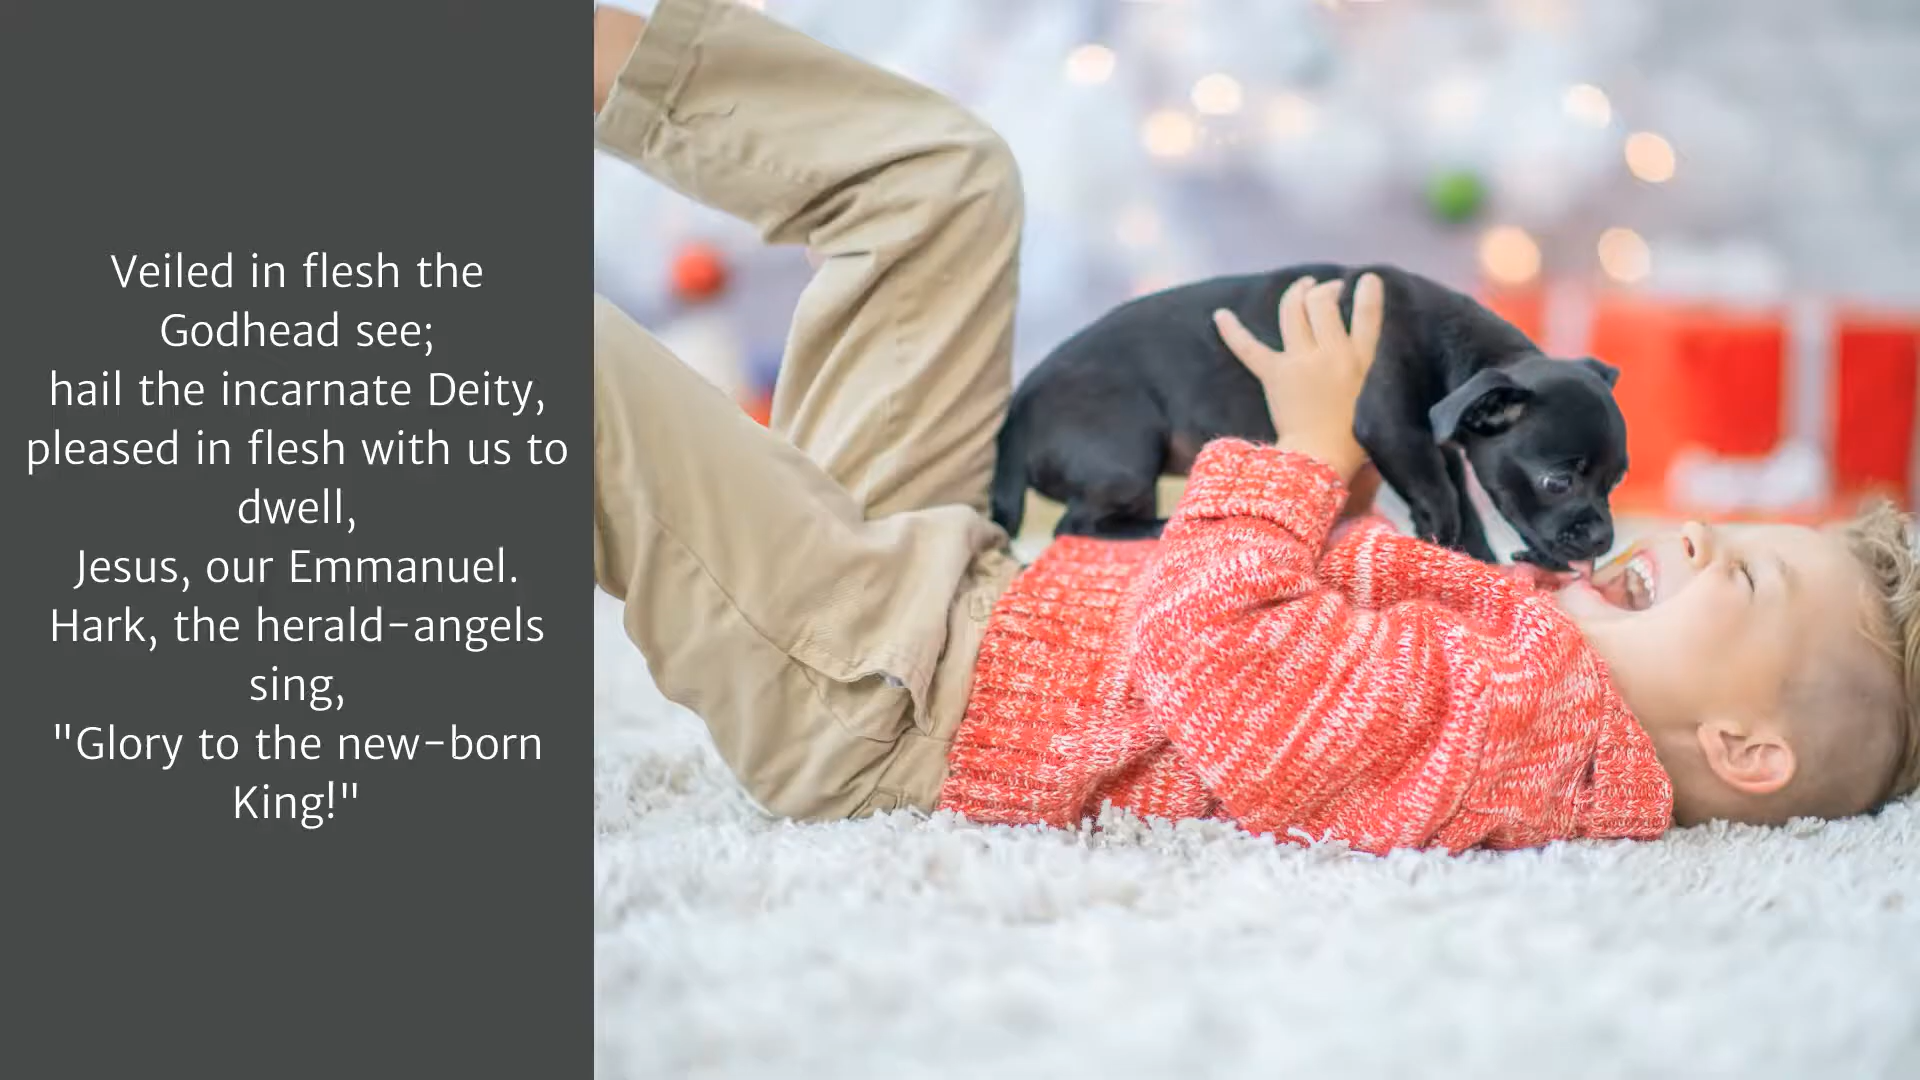 Veiled in flesh the
Godhead see;
hail the incarnate Deity,
pleased in flesh with us to
dwell,
Jesus, our Emmanuel.
Hark, the herald-angels
sing,
"Glory to the new-born
King!"